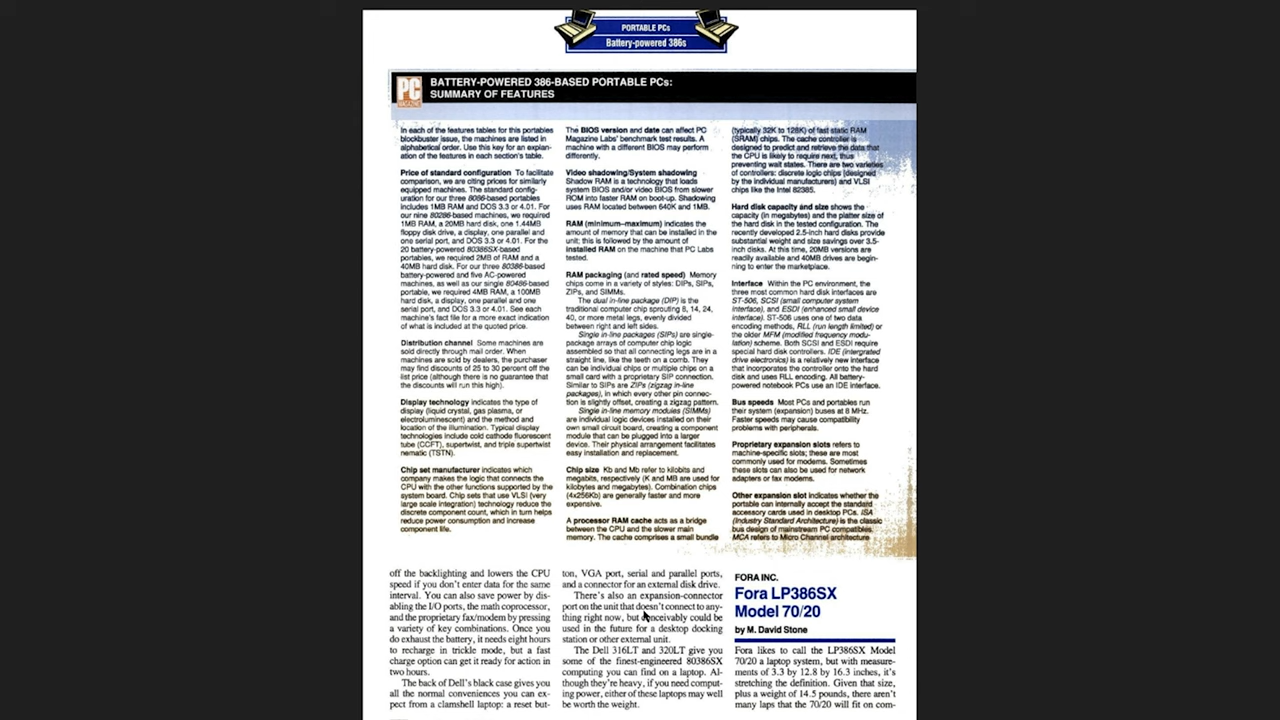 PORTABLE PCs
Battery-powered 386s
PC
MAGAZINE
BATTERY-POWERED 386-BASED PORTABLE PCs:
SUMMARY OF FEATURES
In each of the features tables for this portables
blockbuster issue, the machines are listed in
alphabetical order. Use this key for an explan-
ation of the features in each section's table.
Price of standard configuration To facilitate
comparison, we are citing prices for similarly
equipped machines. The standard config-
uration for our three 8086-based portables
includes 1MB RAM and DOS 3.3 or 4.01. For
our nine 80286-based machines, we required
1MB RAM, a 20MB hard disk, one 1.44MB
floppy disk drive, a display, one parallel and
one serial port, and DOS 3.3 or 4.01. For the
20 battery-powered 80386SX-based
portables, we required 2MB of RAM and a
40MB hard disk. For our three 80386-based
battery-powered and five AC-powered
machines, as well as our single 80486-based
portable, we required 4MB RAM, a 100MB
hard disk, a display, one parallel and one
serial port, and DOS 3.3 or 4.01. See each
machine's fact file for a more exact indication
of what is included at the quoted price.
Distribution channel Some machines are
sold directly through mail order. When
machines are sold by dealers, the purchaser
may find discounts of 25 to 30 percent off the
list price (although there is no guarantee that
the discounts will run this high).
Display technology indicates the type of
display (liquid crystal, gas plasma, or
electroluminescent) and the method and
location of the illumination. Typical display
technologies include cold cathode fluorescent
tube (CCFT), supertwist, and triple supertwist
nematic (TSTN).
Chip set manufacturer indicates which
company makes the logic that connects the
CPU with the other functions supported by the
system board. Chip sets that use VLSI (very
large scale integration) technology reduce the
discrete component count, which in turn helps
reduce power consumption and increase
component life.
The BIOS version and date can affect PC
Magazine Labs' benchmark test results. A
machine with a different BIOS may perform
differently.
Video shadowing/System shadowing
Shadow RAM is a technology that loads
system BIOS and/or video BIOS from slower
ROM into faster RAM on boot-up. Shadowing
uses RAM located between 640K and 1MB.
RAM (minimum–maximum) indicates the
amount of memory that can be installed in the
unit; this is followed by the amount of
installed RAM on the machine that PC Labs
tested.
RAM packaging (and rated speed) Memory
chips come in a variety of styles: DIPs, SIPs,
ZIPs, and SIMMs.
The dual in-line package (DIP) is the
traditional computer chip sprouting 8, 14, 24,
40, or more metal legs, evenly divided
between right and left sides.
Single in-line packages (SIPs) are single-
package arrays of computer chip logic
assembled so that all connecting legs are in a
straight line, like the teeth on a comb. They
can be individual chips or multiple chips on a
small card with a proprietary SIP connection.
Similar to SIPs are ZIPs (zigzag in-line
packages), in which every other pin connec-
tion is slightly offset, creating a zigzag pattern.
Single in-line memory modules (SIMMs)
are individual logic devices installed on their
own small circuit board, creating a component
module that can be plugged into a larger
device. Their physical arrangement facilitates
easy installation and replacement.
Chip size Kb and Mb refer to kilobits and
megabits, respectively (K and MB are used for
kilobytes and megabytes). Combination chips
(4x256Kb) are generally faster and more
expensive.
A processor RAM cache acts as a bridge
between the CPU and the slower main
memory. The cache comprises a small bundle
(typically 32K to 128K) of fast static RAM
(SRAM) chips. The cache controller is
designed to predict and retrieve the data that
the CPU is likely to require next, thus
preventing wait states. There are two varieties
of controllers: discrete logic chips (designed
by the individual manufacturers) and VLSI
chips like the Intel 82385.
Hard disk capacity and size shows the
capacity (in megabytes) and the platter size of
the hard disk in the tested configuration. The
recently developed 2.5-inch hard disks provide
substantial weight and size savings over 3.5-
inch disks. At this time, 20MB versions are
readily available and 40MB drives are begin-
ning to enter the marketplace.
Interface Within the PC environment, the
three most common hard disk interfaces are
ST-506, SCSI (small computer system
interface), and ESDI (enhanced small device
interface). ST-506 uses one of two data
encoding methods, RLL (run length limited) or
the older MFM (modified frequency modu-
lation) scheme. Both SCSI and ESDI require
special hard disk controllers. IDE (intergrated
drive electronics) is a relatively new interface
that incorporates the controller onto the hard
disk and uses RLL encoding. All battery-
powered notebook PCs use an IDE interface.
Bus speeds Most PCs and portables run
their system (expansion) buses at 8 MHz.
Faster speeds may cause compatibility
problems with peripherals.
Proprietary expansion slots refers to
machine-specific slots; these are most
commonly used for modems. Sometimes
these slots can also be used for network
adapters or fax modems.
Other expansion slot indicates whether the
portable can internally accept the standard
accessory cards used in desktop PCs. ISA
(Industry Standard Architecture) is the classic
bus design of mainstream PC compatibles.
MCA refers to Micro Channel architecture
off the backlighting and lowers the CPU
speed if you don't enter data for the same
interval. You can also save power by dis-
abling the I/O ports, the math coprocessor,
and the proprietary fax/modem by pressing
a variety of key combinations. Once you
do exhaust the battery, it needs eight hours
to recharge in trickle mode, but a fast
charge option can get it ready for action in
two hours.
The back of Dell's black case gives you
all the normal conveniences you can ex-
pect from a clamshell laptop: a reset but-
ton, VGA port, serial and parallel ports,
and a connector for an external disk drive.
There's also an expansion-connector
port on the unit that doesn't connect to any-
thing right now, but conceivably could be
used in the future for a desktop docking
station or other external unit.
The Dell 316LT and 320LT give you
some of the finest-engineered 80386SX
computing you can find on a laptop. Al-
though they're heavy, if you need comput-
ing power, either of these laptops may well
be worth the weight.
FORA INC.
Fora LP386SX
Model 70/20
by M. David Stone
Fora likes to call the LP386SX Model
70/20 a laptop system, but with measure-
ments of 3.3 by 12.8 by 16.3 inches, it's
stretching the definition. Given that size,
plus a weight of 14.5 pounds, there aren't
many laps that the 70/20 will fit on com-